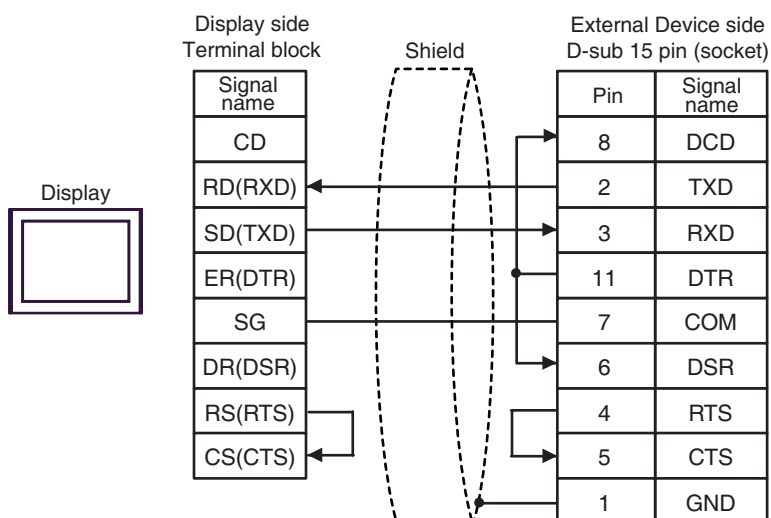 Display side
Terminal block
Shield
External Device side
D-sub 15 pin (socket)
Signal
name
Pin
Signal
name
CD
8 DCD
Display
RD(RXD)
2 TXD
SD(TXD)
3 RXD
ER(DTR)
11 DTR
SG
7 COM
DR(DSR)
6 DSR
RS(RTS)
4 RTS
CS(CTS)
5 CTS
1 GND